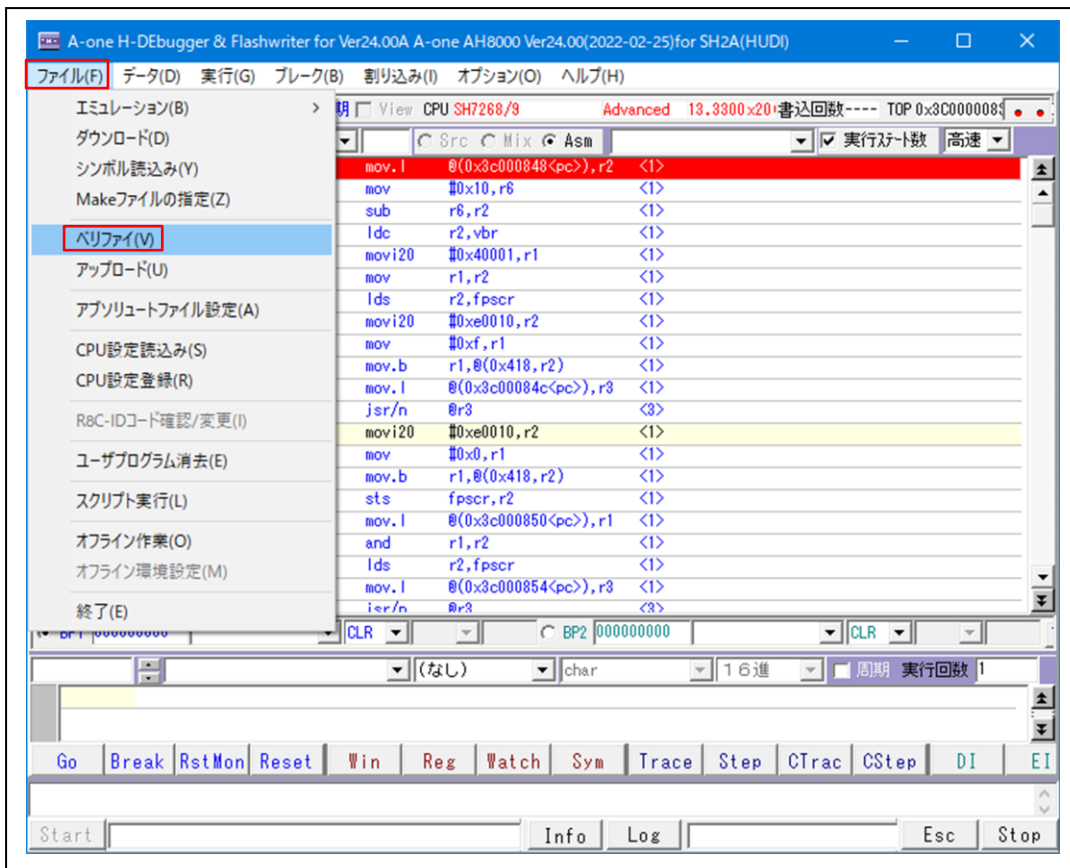 A-one H-DEbugger & Flashwriter for Ver24.00A A-one AH8000 Ver24.00(2022-02-25)for SH2A(HUDI)
ファイル(F) データ(D) 実行(G) ブレーク(B) 割り込み(I) オプション(O) ヘルプ(H)
エミュレーション(B) >
ダウンロード(D)
シンボル読込み(Y)
Makeファイルの指定(Z)
ベリファイ(V)
アップロード(U)
アブソリュートファイル設定(A)
CPU設定読込み(S)
CPU設定登録(R)
R8C-IDコード確認/変更(I)
ユーザプログラム消去(E)
スクリプト実行(L)
オフライン作業(O)
オフライン環境設定(M)
終了(E)
期 View CPU SH7268/9 Advanced 13.3300×20 書込回数---- TOP 0x3C000008
Src Mix Asm 実行ステート数 高速
mov.l @(0x3c000848<pc>),r2 <1>
mov #0x10,r6 <1>
sub r6,r2 <1>
ldc r2,vbr <1>
movi20 #0x40001,r1 <1>
mov r1,r2 <1>
lds r2,fpscr <1>
movi20 #0xe0010,r2 <1>
mov #0xf,r1 <1>
mov.b r1,@(0x418,r2) <1>
mov.l @(0x3c00084c<pc>),r3 <1>
jsr/n @r3 <3>
movi20 #0xe0010,r2 <1>
mov #0x0,r1 <1>
mov.b r1,@(0x418,r2) <1>
sts fpscr,r2 <1>
mov.l @(0x3c000850<pc>),r1 <1>
and r1,r2 <1>
lds r2,fpscr <1>
mov.l @(0x3c000854<pc>),r3 <1>
jsr/n @r3 <3>
BP1 000000000 CLR BP2 000000000 CLR
(なし) char 16進 周期 実行回数 1
Go Break RstMon Reset Win Reg Watch Sym Trace Step CTrac CStep DI EI
Start Info Log Esc Stop